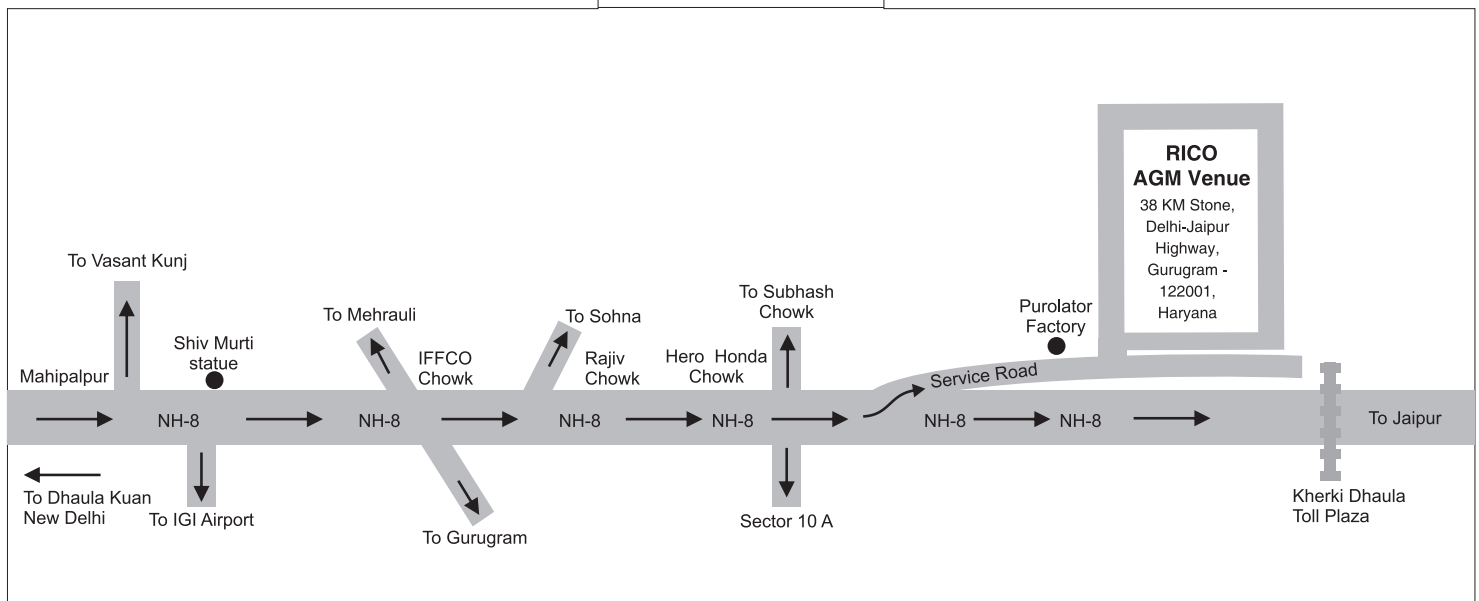 RICO
AGM Venue
38 KM Stone,
Delhi-Jaipur
Highway,
Gurugram -
122001,
Haryana
To Vasant Kunj
To Mehrauli
To Sohna
To Subhash
Chowk
Purolator
Factory
Shiv Murti
statue
Mahipalpur
IFFCO
Chowk
Rajiv
Chowk
Hero Honda
Chowk
Service Road
NH-8
NH-8
NH-8
NH-8
NH-8
NH-8
To Jaipur
To Dhaula Kuan
New Delhi
To IGI Airport
To Gurugram
Sector 10 A
Kherki Dhaula
Toll Plaza